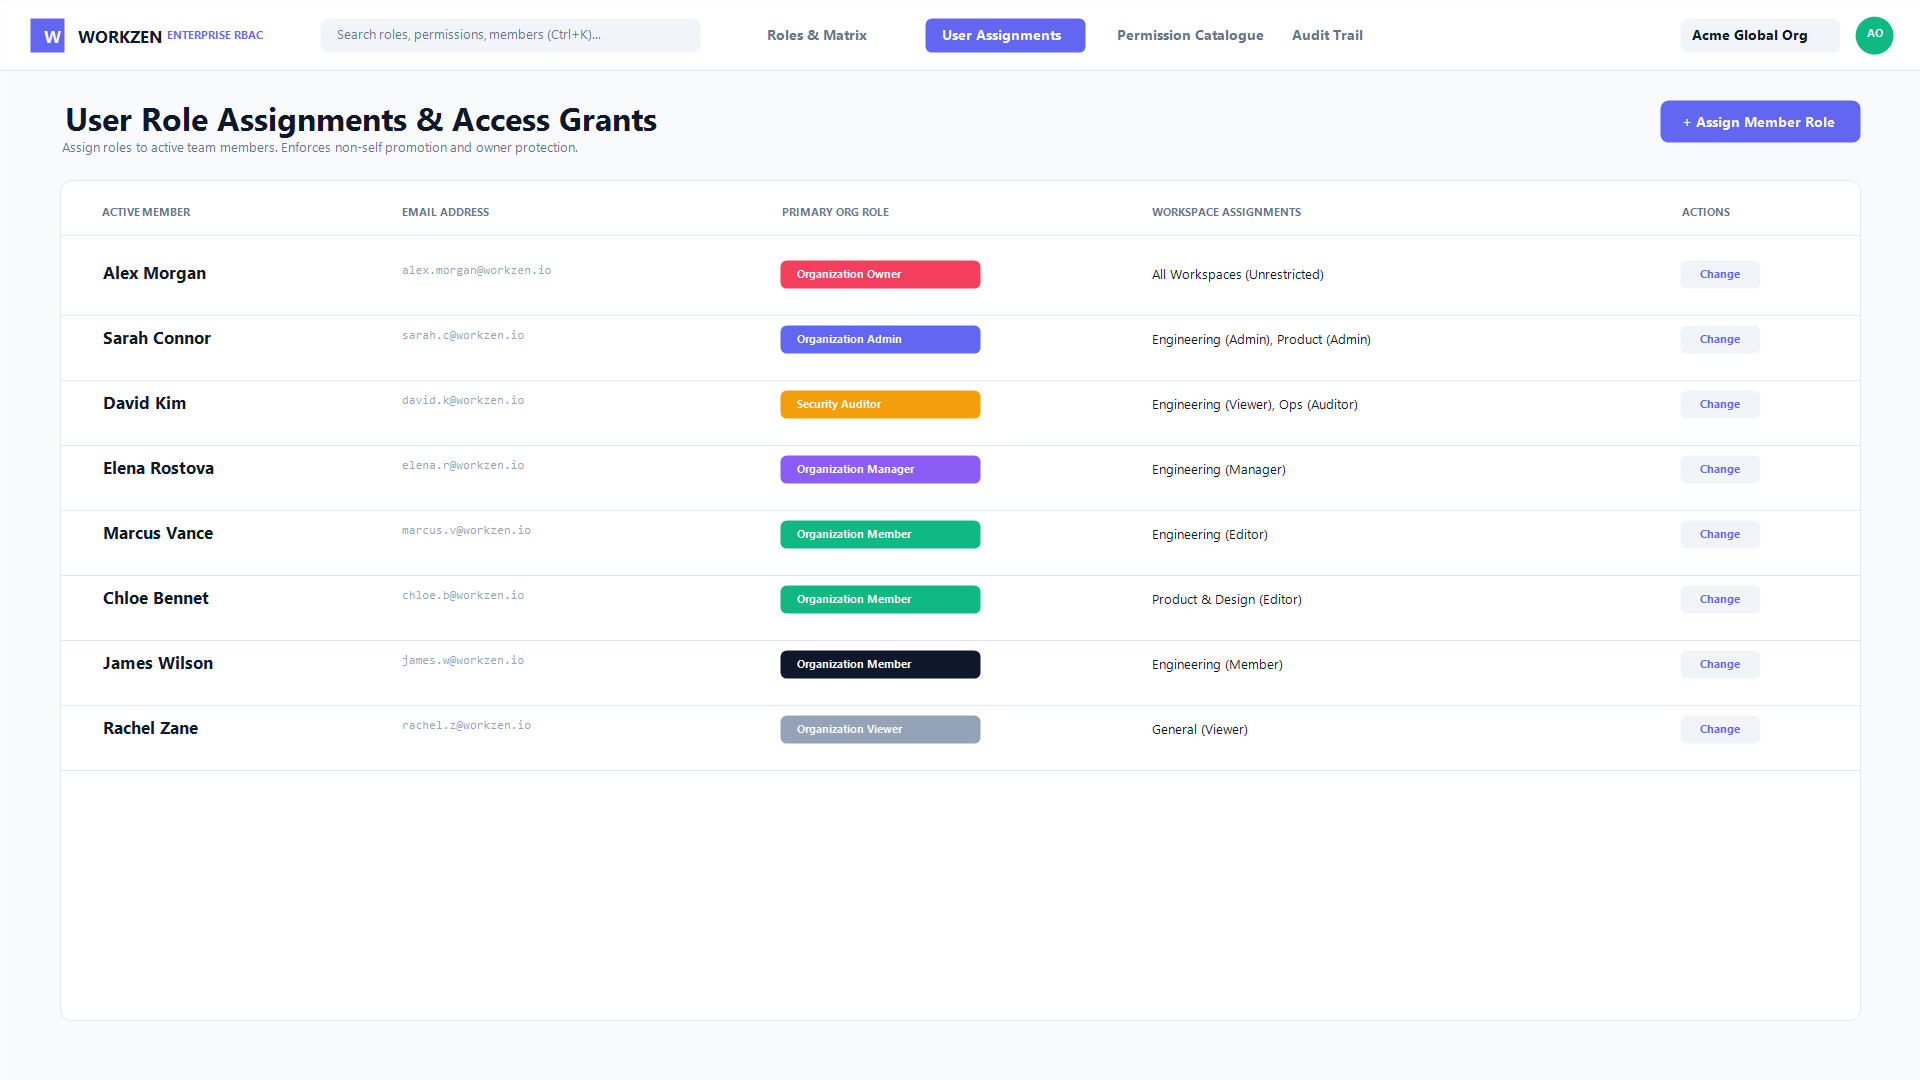 W WORKZEN ENTERPRISE RBAC Search roles, permissions, members (Ctrl+K)... Roles & Matrix User Assignments Permission Catalogue Audit Trail Acme Global Org AO
User Role Assignments & Access Grants
+ Assign Member Role
Assign roles to active team members. Enforces non-self promotion and owner protection.
ACTIVE MEMBER EMAIL ADDRESS PRIMARY ORG ROLE WORKSPACE ASSIGNMENTS ACTIONS
Alex Morgan alex.morgan@workzen.io Organization Owner All Workspaces (Unrestricted) Change
Sarah Connor sarah.c@workzen.io Organization Admin Engineering (Admin), Product (Admin) Change
David Kim david.k@workzen.io Security Auditor Engineering (Viewer), Ops (Auditor) Change
Elena Rostova elena.r@workzen.io Organization Manager Engineering (Manager) Change
Marcus Vance marcus.v@workzen.io Organization Member Engineering (Editor) Change
Chloe Bennet chloe.b@workzen.io Organization Member Product & Design (Editor) Change
James Wilson james.w@workzen.io Organization Member Engineering (Member) Change
Rachel Zane rachel.z@workzen.io Organization Viewer General (Viewer) Change